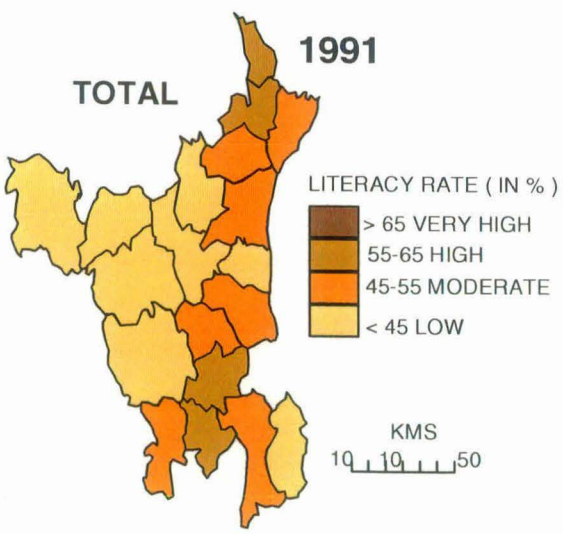 1991
TOTAL
LITERACY RATE ( IN % )
> 65 VERY HIGH
55-65 HIGH
45-55 MODERATE
< 45 LOW
KMS
10 10 50